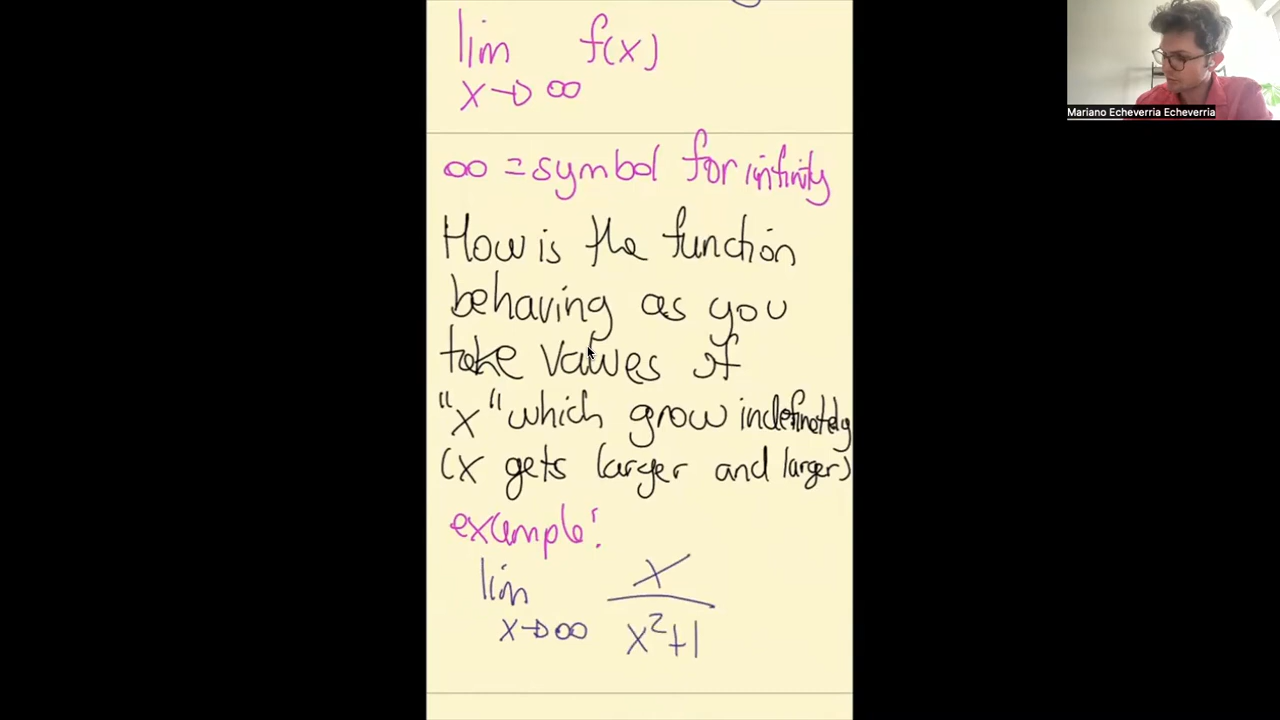 lim f(x)
x→∞
∞ = symbol for infinity
How is the function
behaving as you
take values of
"x" which grow indefinetely
(x gets larger and larger)
example:
lim x
x→∞ x²+1
Mariano Echeverria Echeverria